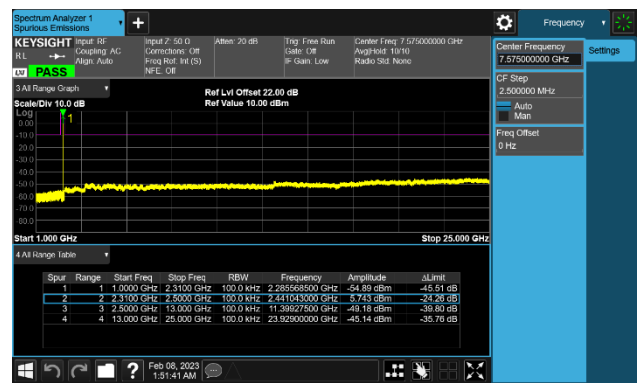 Spectrum Analyzer 1
Spurious Emissions
Frequency
KEYSIGHT
Input: RF
Input Z: 50 Ω
Atten: 20 dB
Trig: Free Run
Center Freq: 7.575000000 GHz
RL
Coupling: AC
Corrections: Off
Gate: Off
Avg|Hold: 10/10
Align: Auto
Freq Ref: Int (S)
IF Gain: Low
Radio Std: None
NFE: Off
PASS
Center Frequency
7.575000000 GHz
Settings
CF Step
2.500000 MHz
Auto
Man
Freq Offset
0 Hz
3 All Range Graph
Ref Lvl Offset 22.00 dB
Scale/Div 10.0 dB
Ref Value 10.00 dBm
Log
1
0.00
-10.0
-20.0
-30.0
-40.0
-50.0
-60.0
-70.0
-80.0
Start 1.000 GHz
Stop 25.000 GHz
4 All Range Table
Spur Range Start Freq Stop Freq RBW Frequency Amplitude ΔLimit
1 1 1.0000 GHz 2.3100 GHz 100.0 kHz 2.285568500 GHz -54.89 dBm -45.51 dB
2 2 2.3100 GHz 2.5000 GHz 100.0 kHz 2.441043000 GHz 5.743 dBm -24.26 dB
3 3 2.5000 GHz 13.000 GHz 100.0 kHz 11.39927500 GHz -49.18 dBm -39.80 dB
4 4 13.000 GHz 25.000 GHz 100.0 kHz 23.92900000 GHz -45.14 dBm -35.76 dB
?
Feb 08, 2023
1:51:41 AM